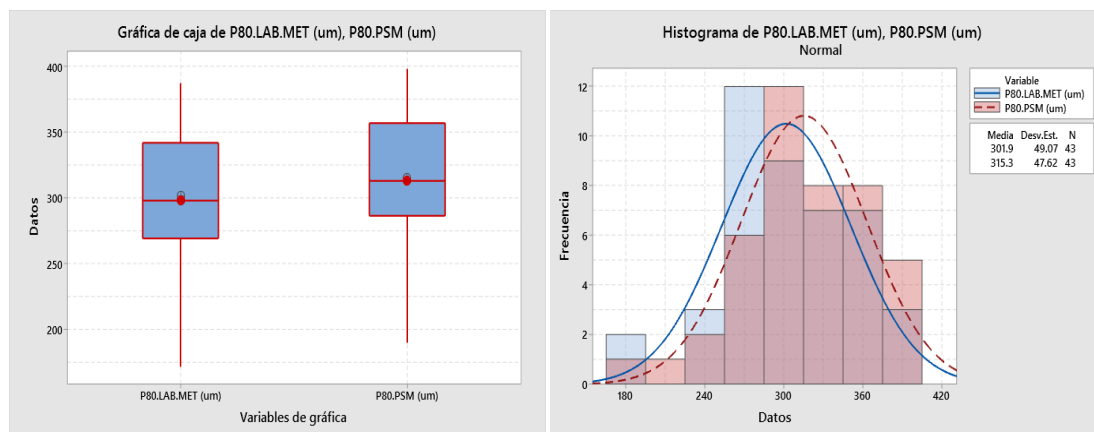 Gráfica de caja de P80.LAB.MET (um), P80.PSM (um)
400
350
300
250
200
Datos
P80.LAB.MET (um)
P80.PSM (um)
Variables de gráfica
Histograma de P80.LAB.MET (um), P80.PSM (um)
Normal
12
10
8
6
4
2
0
Frecuencia
180
240
300
360
420
Datos
Variable
P80.LAB.MET (um)
P80.PSM (um)
Media Desv.Est. N
301.9 49.07 43
315.3 47.62 43